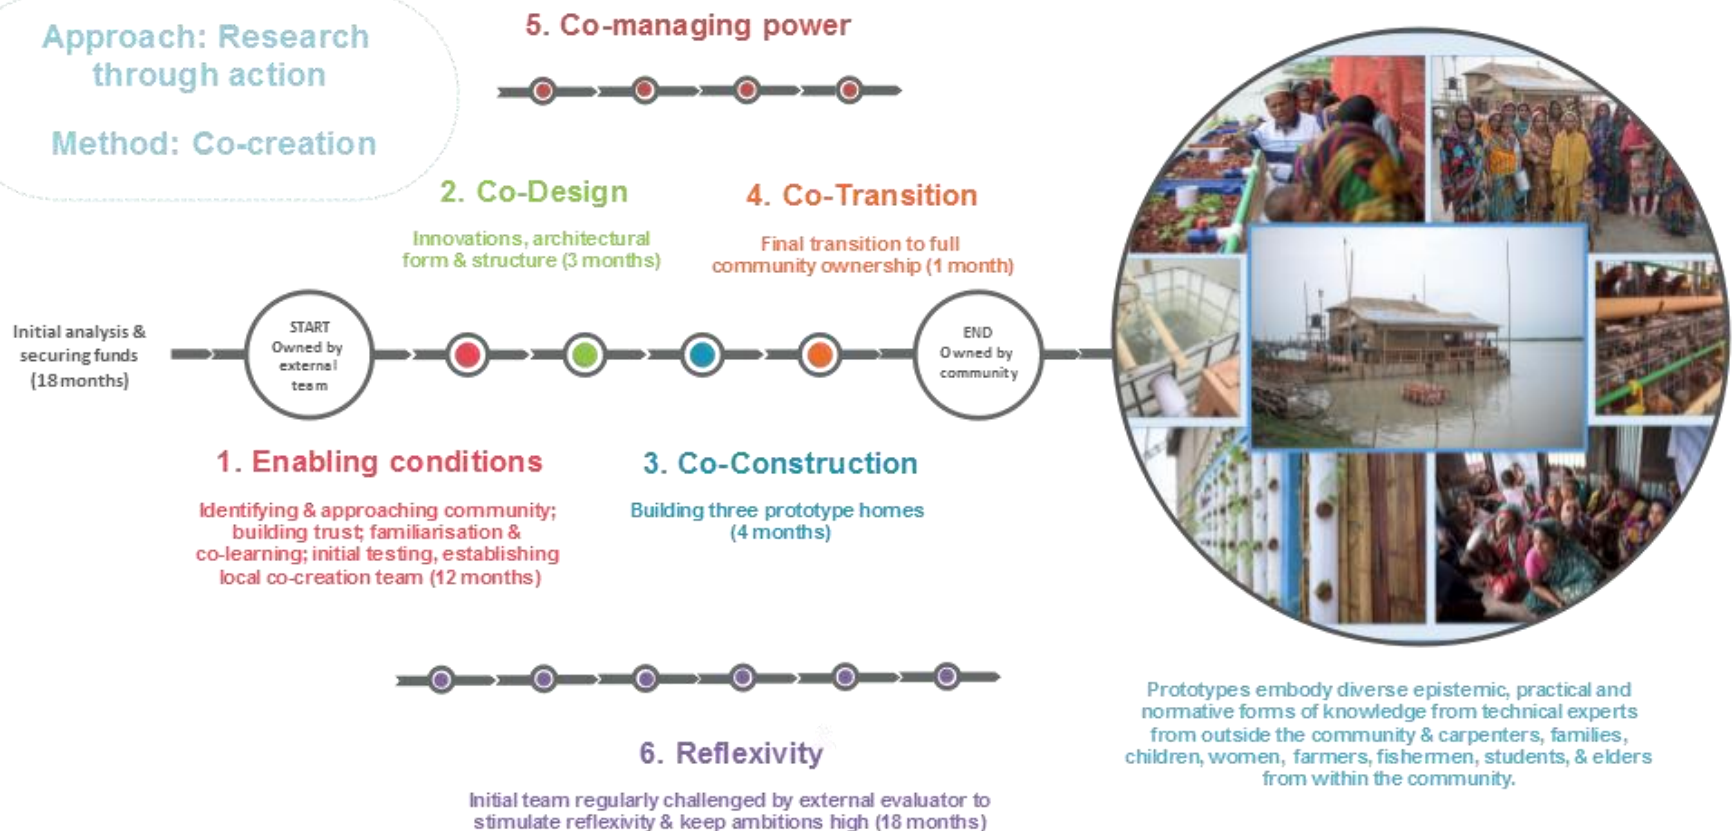 Approach: Research
through action
Method: Co-creation
5. Co-managing power
2. Co-Design
Innovations, architectural
form & structure (3 months)
4. Co-Transition
Final transition to full
community ownership (1 month)
Initial analysis &
securing funds
(18 months)
START
Owned by
external
team
END
Owned by
community
1. Enabling conditions
Identifying & approaching community;
building trust; familiarisation &
co-learning; initial testing, establishing
local co-creation team (12 months)
3. Co-Construction
Building three prototype homes
(4 months)
6. Reflexivity
Initial team regularly challenged by external evaluator to
stimulate reflexivity & keep ambitions high (18 months)
Prototypes embody diverse epistemic, practical and
normative forms of knowledge from technical experts
from outside the community & carpenters, families,
children, women, farmers, fishermen, students, & elders
from within the community.